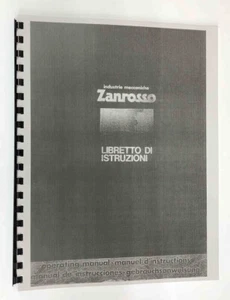 industrie meccaniche
Zanrosso
LIBRETTO DI
ISTRUZIONI
operating manual manuel d'instructions
manual de instrucciones gebrauchsanweisung